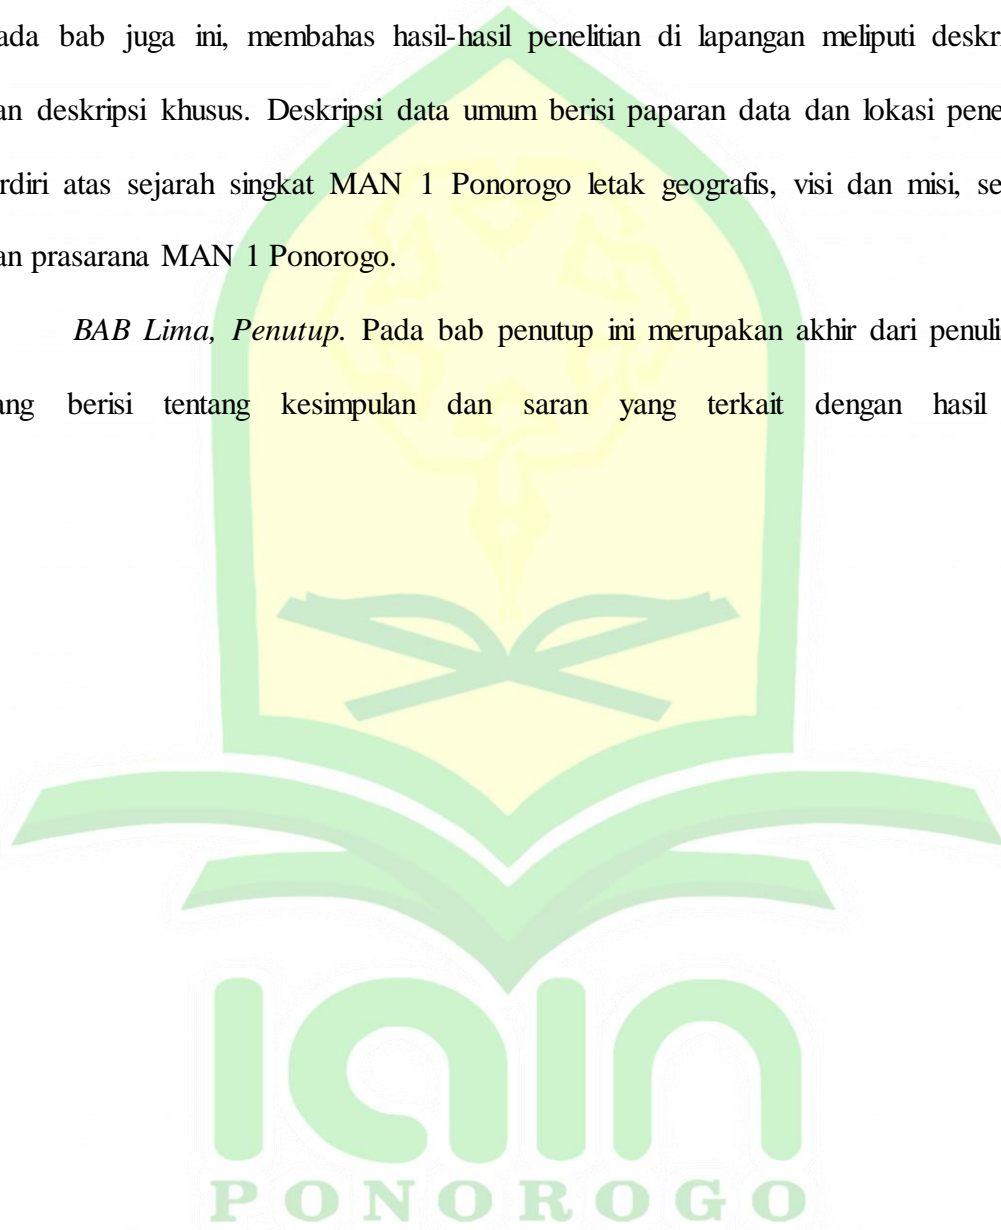 ada bab juga ini, membahas hasil-hasil penelitian di lapangan meliputi deskr
an deskripsi khusus. Deskripsi data umum berisi paparan data dan lokasi pene
rdiri atas sejarah singkat MAN 1 Ponorogo letak geografis, visi dan misi, se
an prasarana MAN 1 Ponorogo.
BAB Lima, Penutup. Pada bab penutup ini merupakan akhir dari penuli
ang berisi tentang kesimpulan dan saran yang terkait dengan hasil
IAIN
PONOROGO